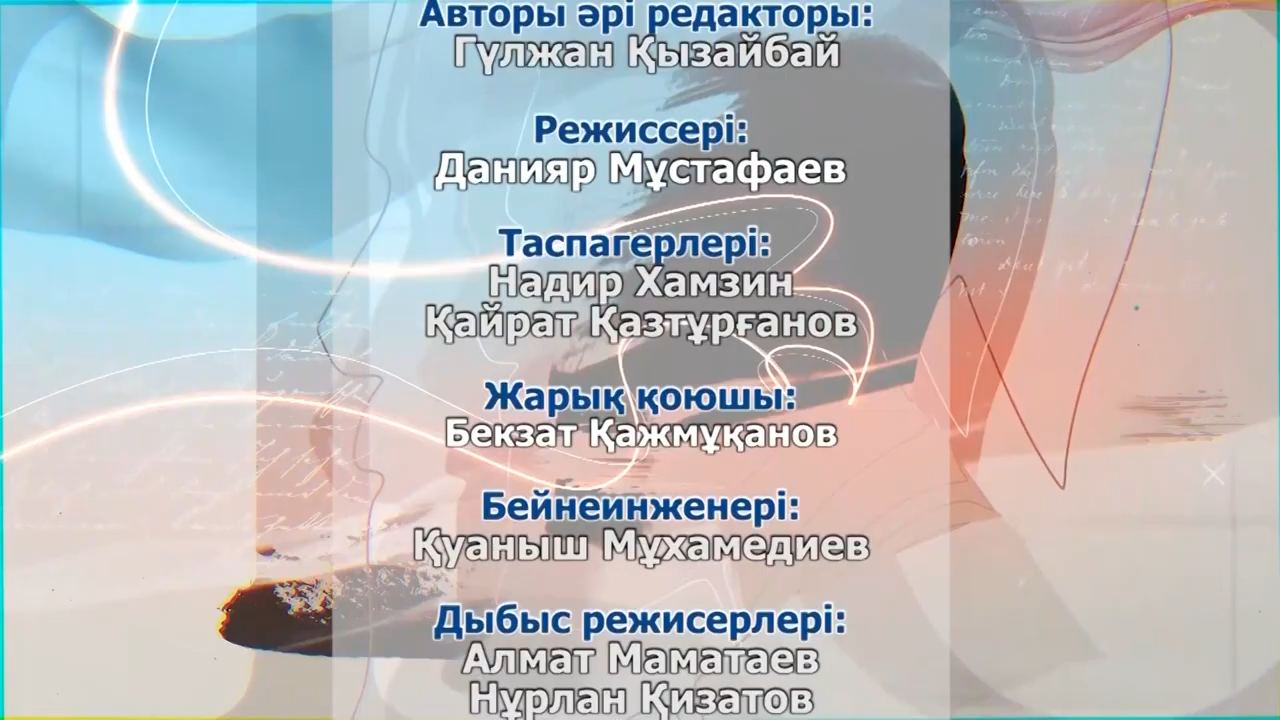 Авторы әрі редакторы:
Гүлжан Қызайбай
Режиссері:
Данияр Мұстафаев
Таспагерлері:
Надир Хамзин
Қайрат Қазтұрғанов
Жарық қоюшы:
Бекзат Қажмұқанов
Бейнеинженері:
Қуаныш Мұхамедиев
Дыбыс режисерлері:
Алмат Маматаев
Нұрлан Қизатов